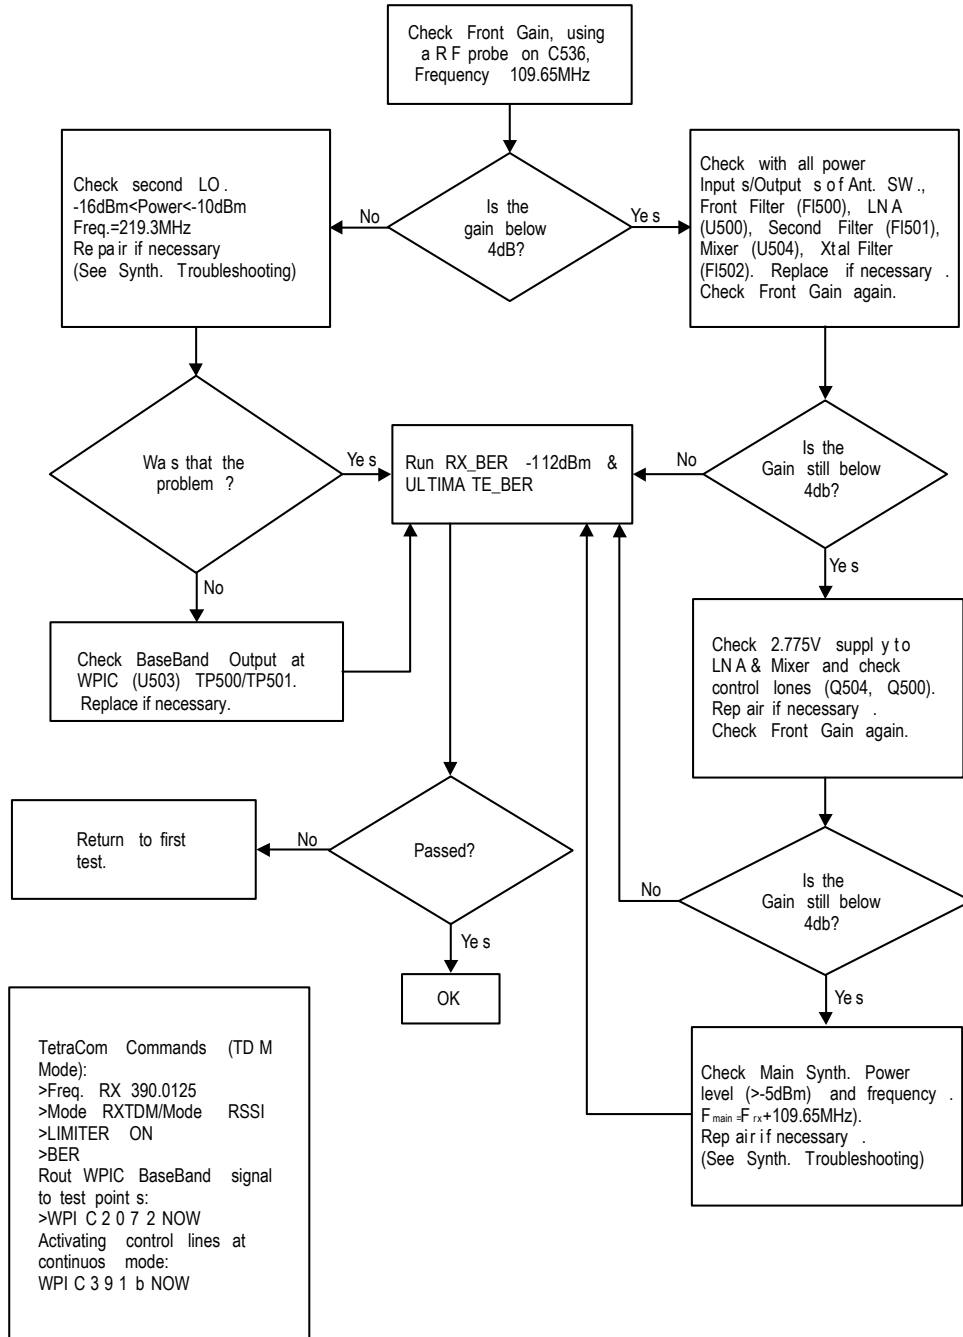 Check Front Gain, using
a RF probe on C536,
Frequency 109.65MHz
Check second LO.
-16dBm<Power<-10dBm
Freq.=219.3MHz
Repair if necessary
(See Synth. Troubleshooting)
No
Is the
gain below
4dB?
Yes
Check with all power
Inputs/Outputs of Ant. SW.,
Front Filter (Fl500), LNA
(U500), Second Filter (Fl501),
Mixer (U504), Xtal Filter
(Fl502). Replace if necessary.
Check Front Gain again.
Was that the
problem ?
Yes
Run RX_BER -112dBm &
ULTIMATE_BER
No
Is the
Gain still below
4db?
No
Yes
Check BaseBand Output at
WPIC (U503) TP500/TP501.
Replace if necessary.
Check 2.775V supply to
LNA & Mixer and check
control lones (Q504, Q500).
Repair if necessary.
Check Front Gain again.
Return to first
test.
No
Passed?
Yes
OK
No
Is the
Gain still below
4db?
Yes
Check Main Synth. Power
level (>-5dBm) and frequency.
Fmain=Frx+109.65MHz).
Repair if necessary.
(See Synth. Troubleshooting)
TetraCom Commands (TDM
Mode):
>Freq. RX 390.0125
>Mode RXTDM/Mode RSSI
>LIMITER ON
>BER
Rout WPIC BaseBand signal
to test points:
>WPI C 2 0 7 2 NOW
Activating control lines at
continuos mode:
WPI C 3 9 1 b NOW